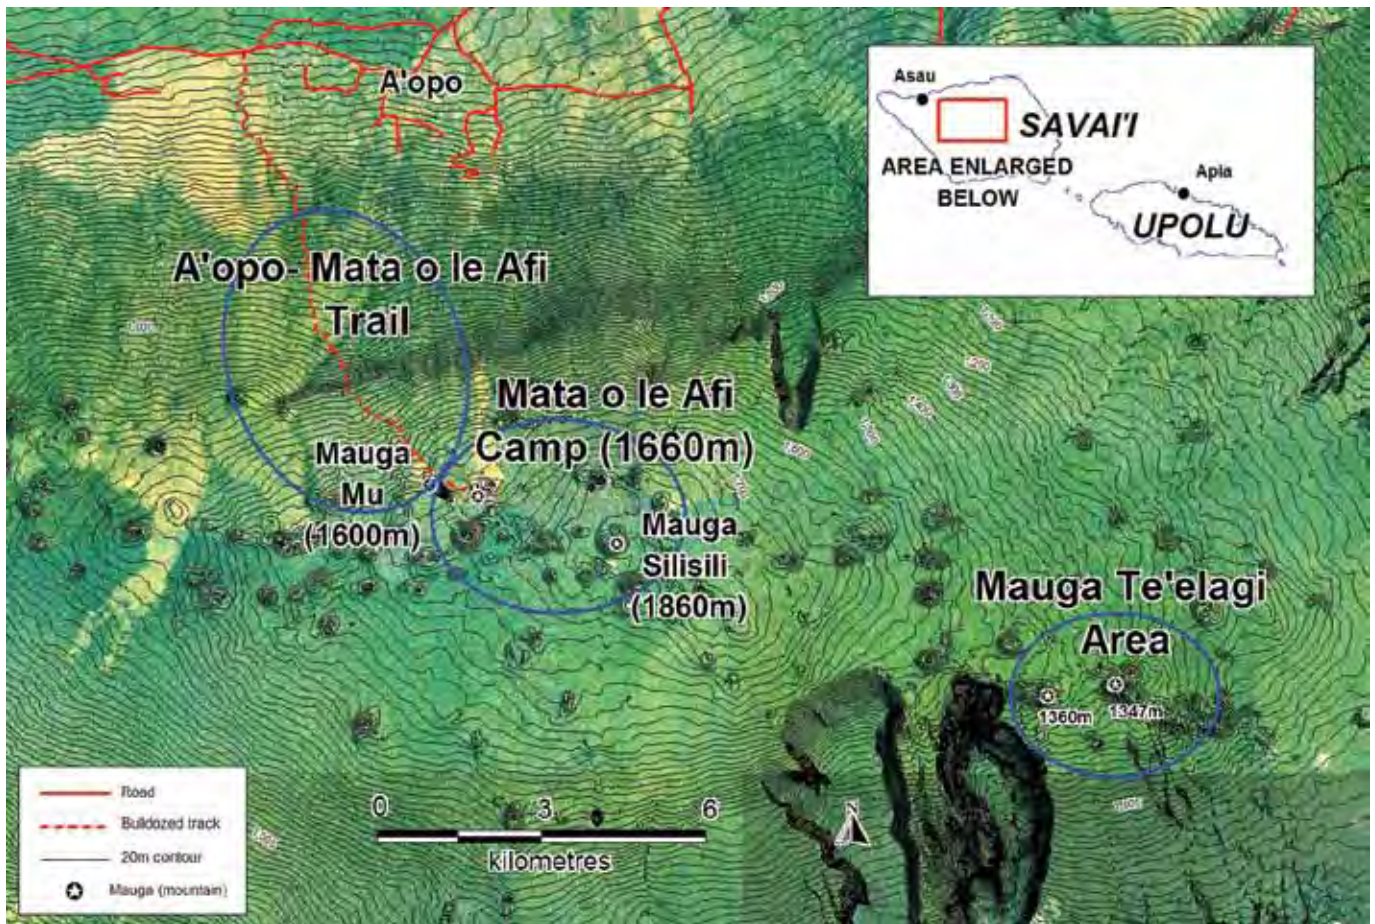 A'opo
Asau
SAVAI'I
AREA ENLARGED
BELOW
Apia
UPOLU
A'opo- Mata o le Afi
Trail
Mata o le Afi
Camp (1660m)
Mauga
Mu
(1600m)
Mauga
Silisili
(1860m)
Mauga Te'elagi
Area
1360m
1347m
Road
Bulldozed track
20m contour
Mauga (mountain)
0 3 6
kilometres
N